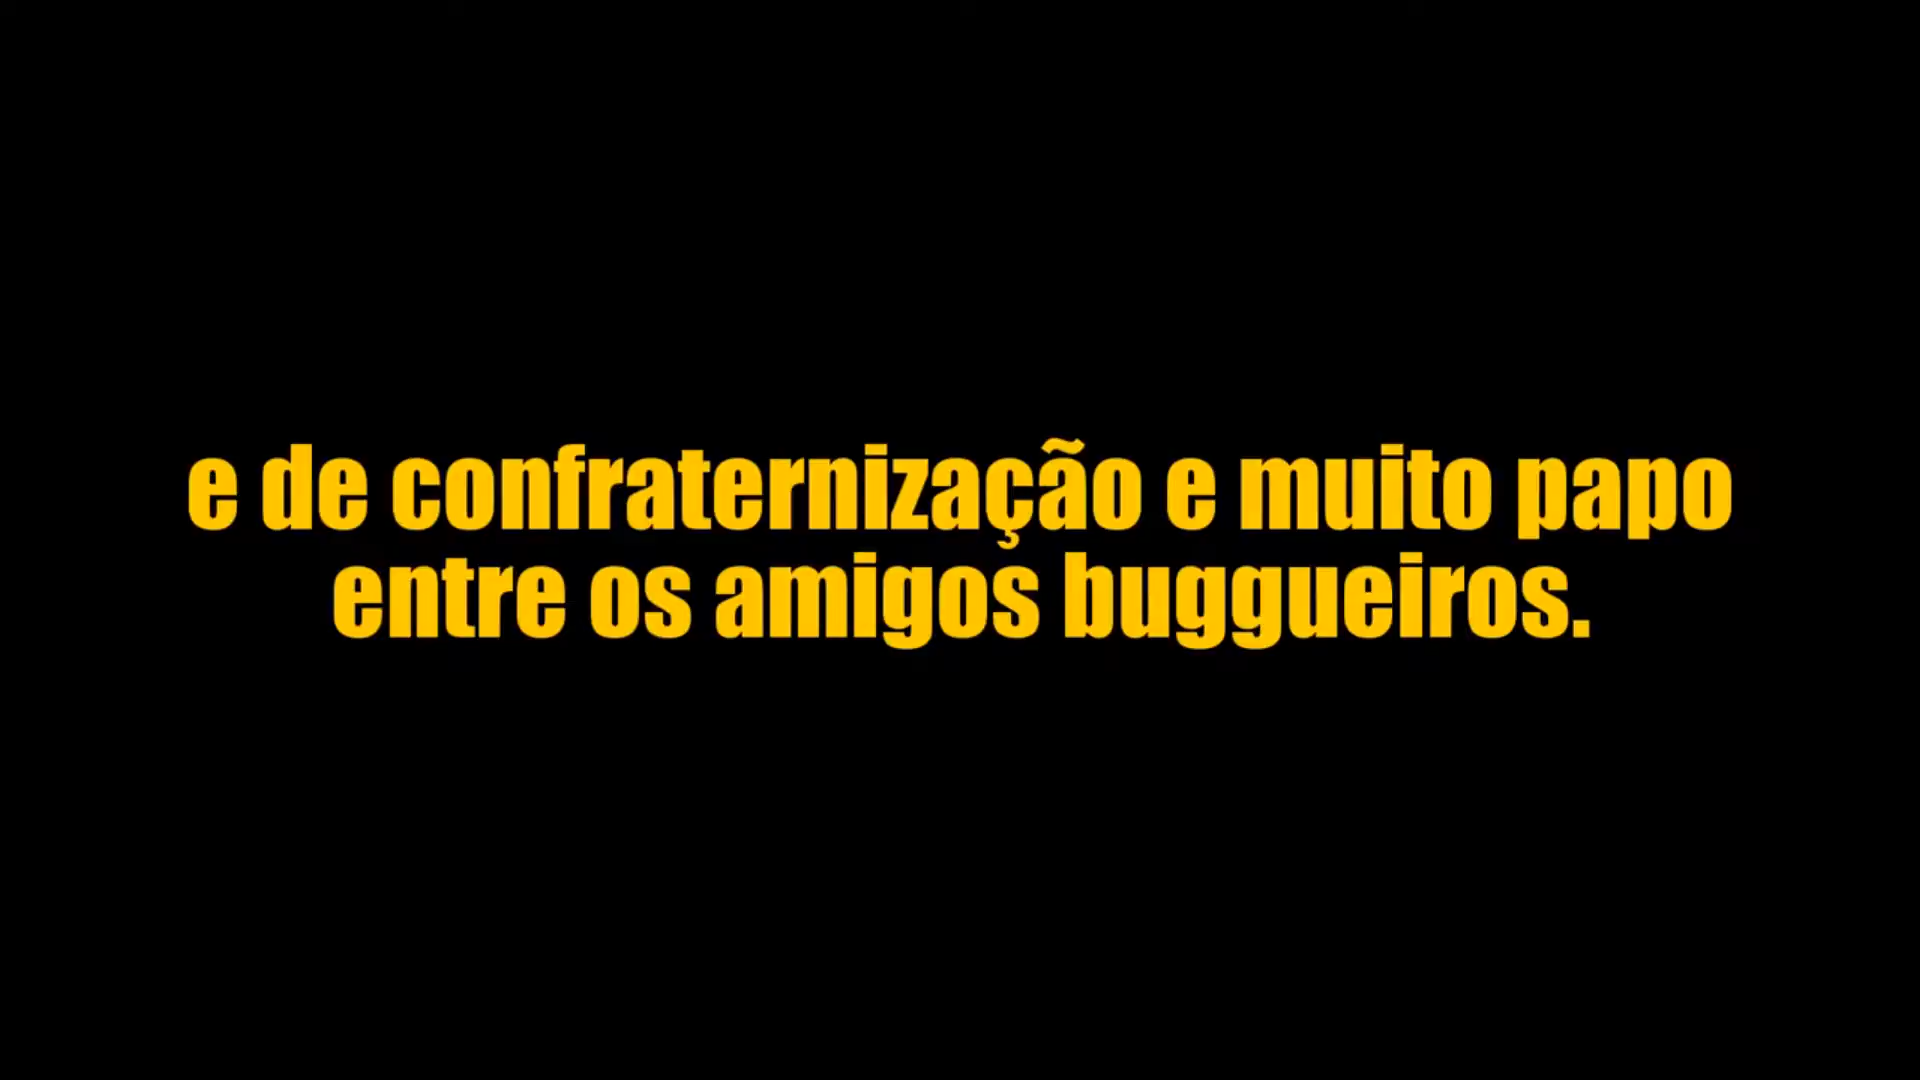 e de confraternização e muito papo
entre os amigos buggueiros.